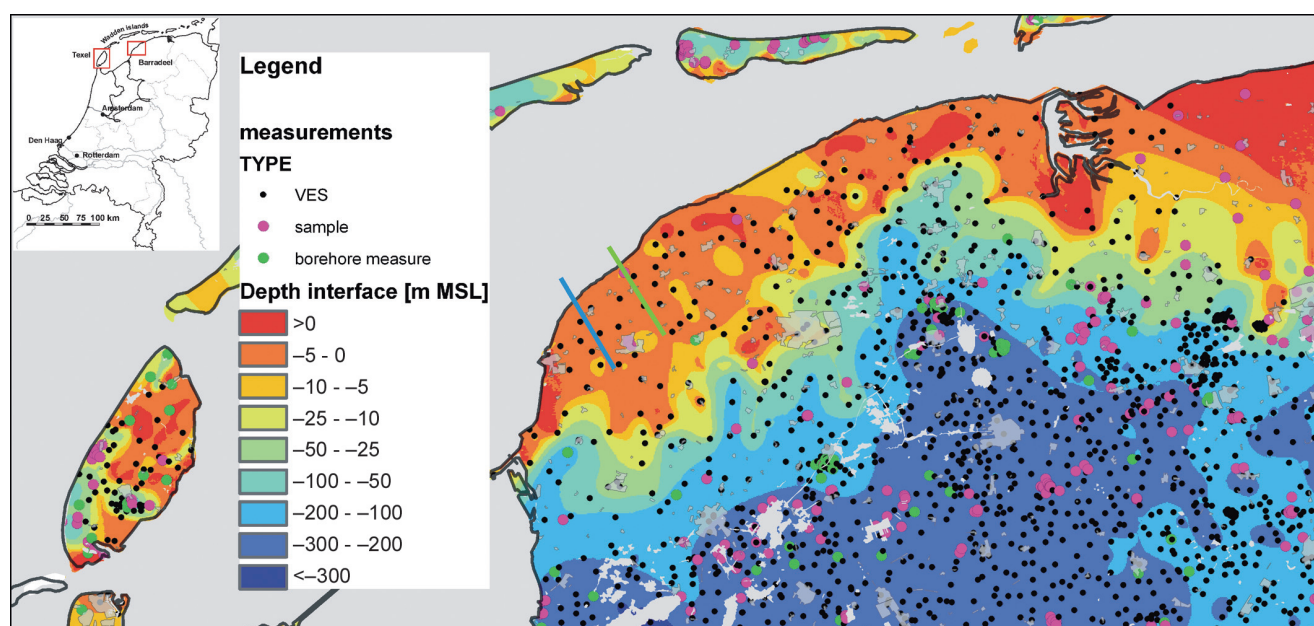 Wadden islands
Texel
Barradeel
Amsterdam
Den Haag
Rotterdam
0 25 50 75 100 km
Legend
measurements
TYPE
VES
sample
borehore measure
Depth interface [m MSL]
>0
–5 - 0
–10 - –5
–25 - –10
–50 - –25
–100 - –50
–200 - –100
–300 - –200
<–300